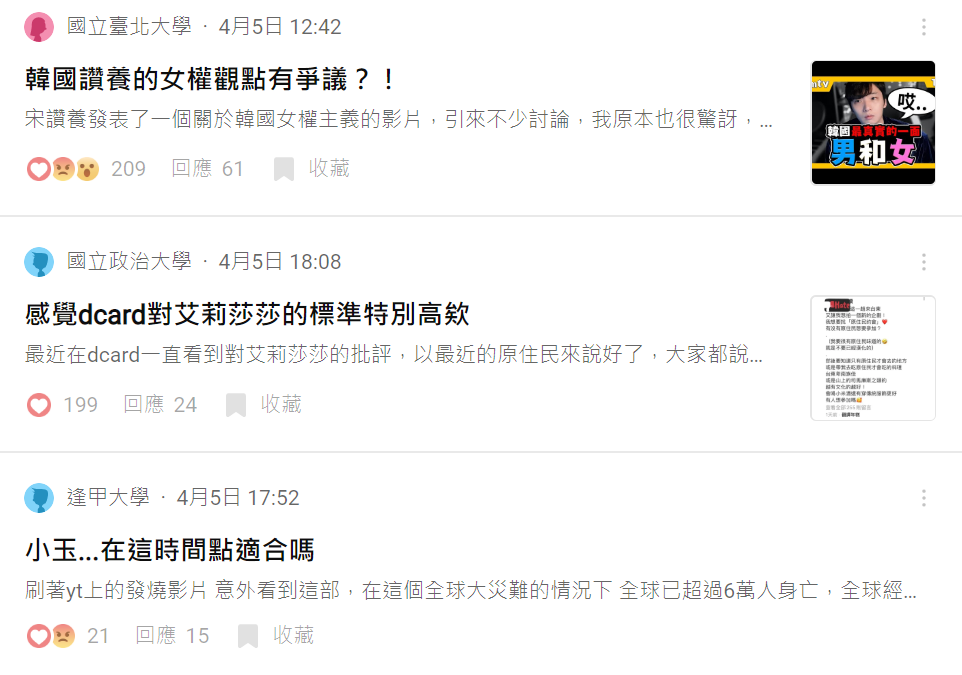 國立臺北大學 · 4月5日 12:42
韓國讚養的女權觀點有爭議？！
宋讚養發表了一個關於韓國女權主義的影片，引來不少討論，我原本也很驚訝，...
209 回應 61 收藏
哎..
韓國最真實的一面
男和女
國立政治大學 · 4月5日 18:08
感覺dcard對艾莉莎莎的標準特別高欸
最近在dcard一直看到對艾莉莎莎的批評，以最近的原住民來說好了，大家都說...
199 回應 24 收藏
逢甲大學 · 4月5日 17:52
小玉...在這時間點適合嗎
刷著yt上的發燒影片 意外看到這部，在這個全球大災難的情況下 全球已超過6萬人身亡，全球經...
21 回應 15 收藏